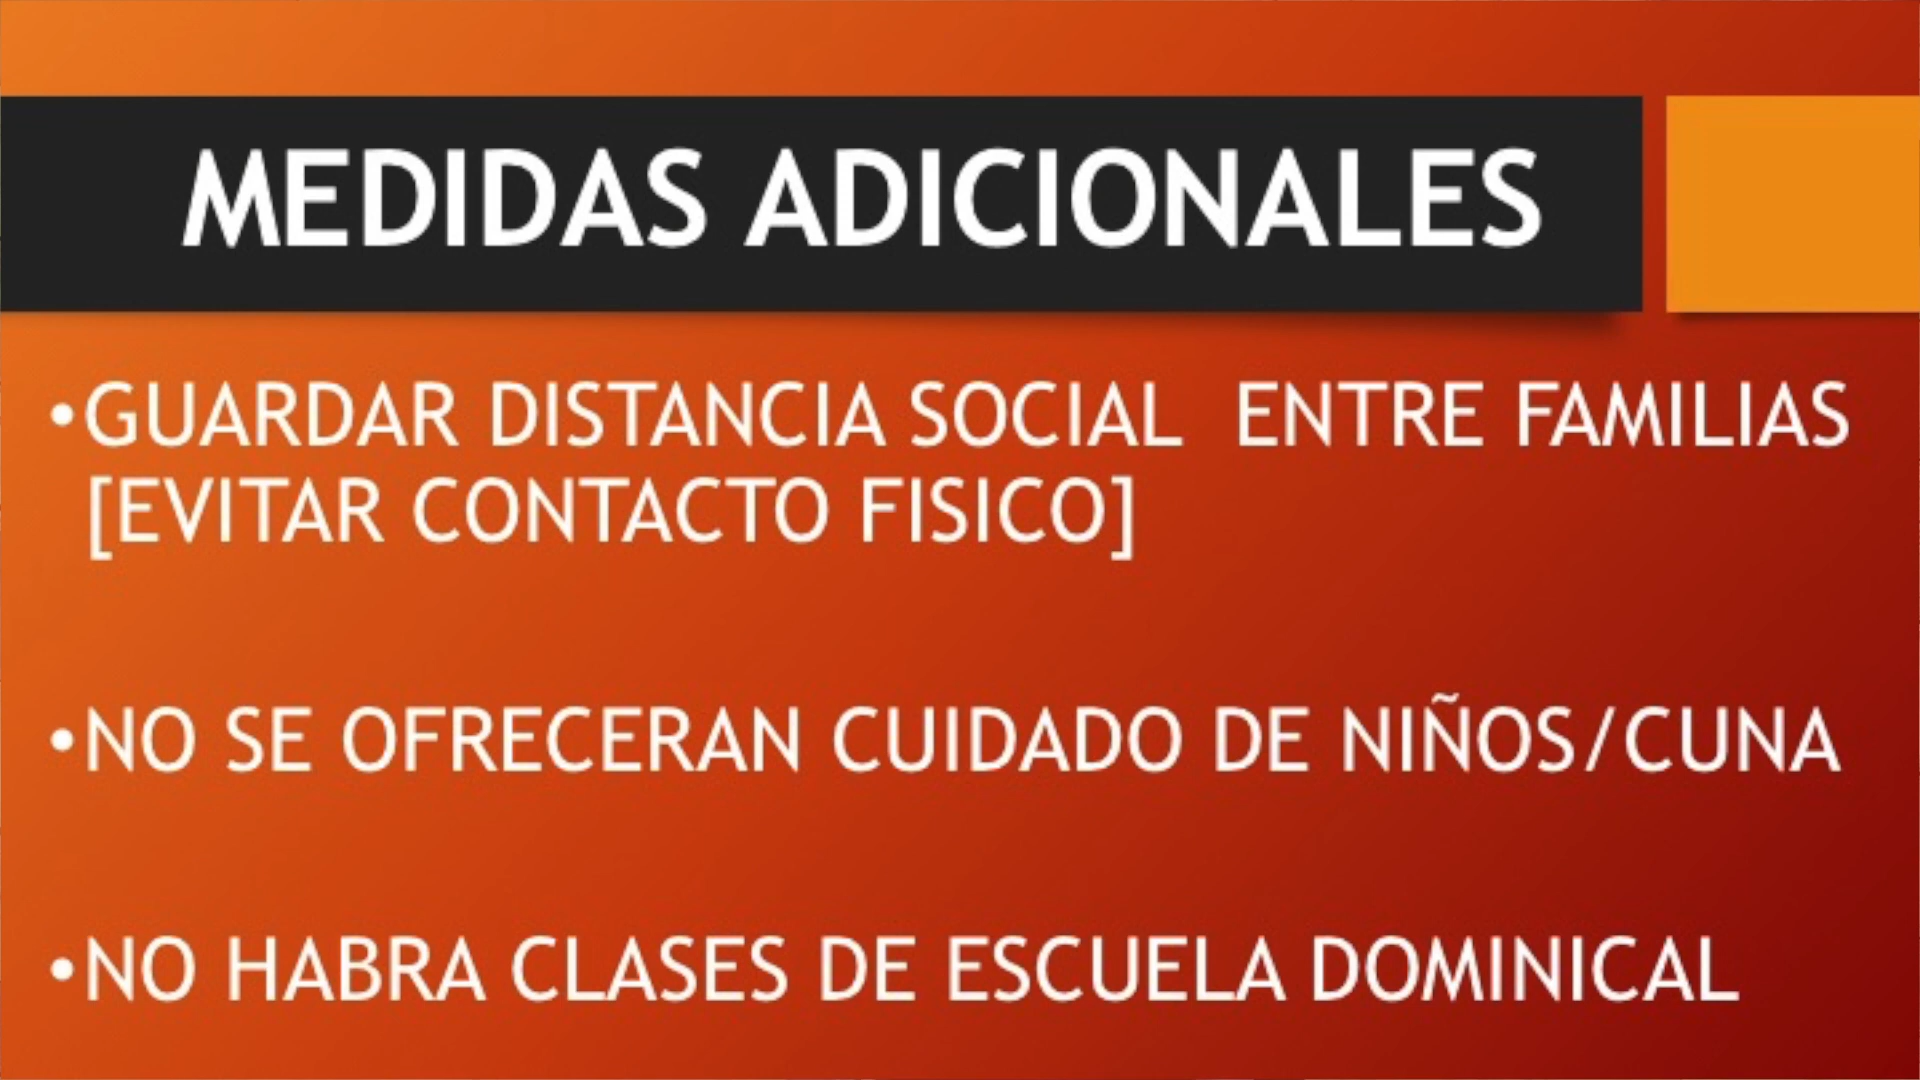 MEDIDAS ADICIONALES
•GUARDAR DISTANCIA SOCIAL  ENTRE FAMILIAS
[EVITAR CONTACTO FISICO]
•NO SE OFRECERAN CUIDADO DE NIÑOS/CUNA
•NO HABRA CLASES DE ESCUELA DOMINICAL